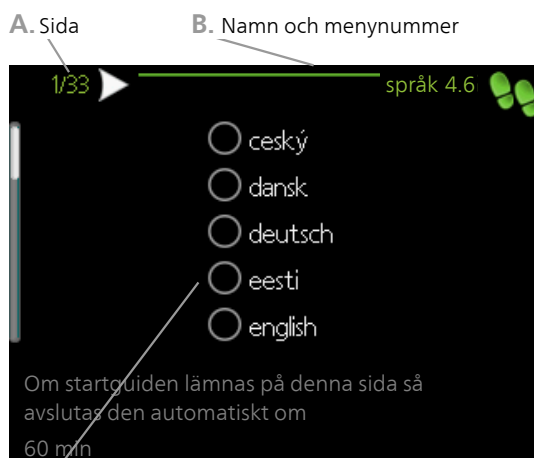 A. Sida
B. Namn och menynummer
1/33
språk 4.6
ceský
dansk
deutsch
eesti
english
Om startguiden lämnas på denna sida så
avslutas den automatiskt om
60 min